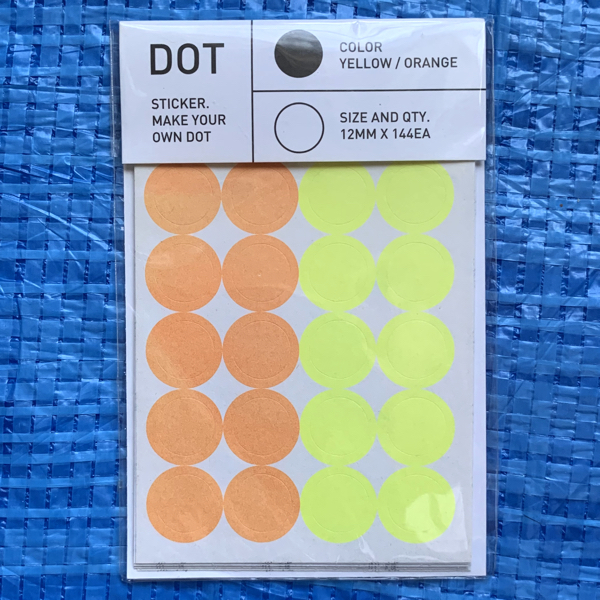 DOT
STICKER.
MAKE YOUR
OWN DOT
COLOR
YELLOW / ORANGE
SIZE AND QTY.
12MM X 144EA